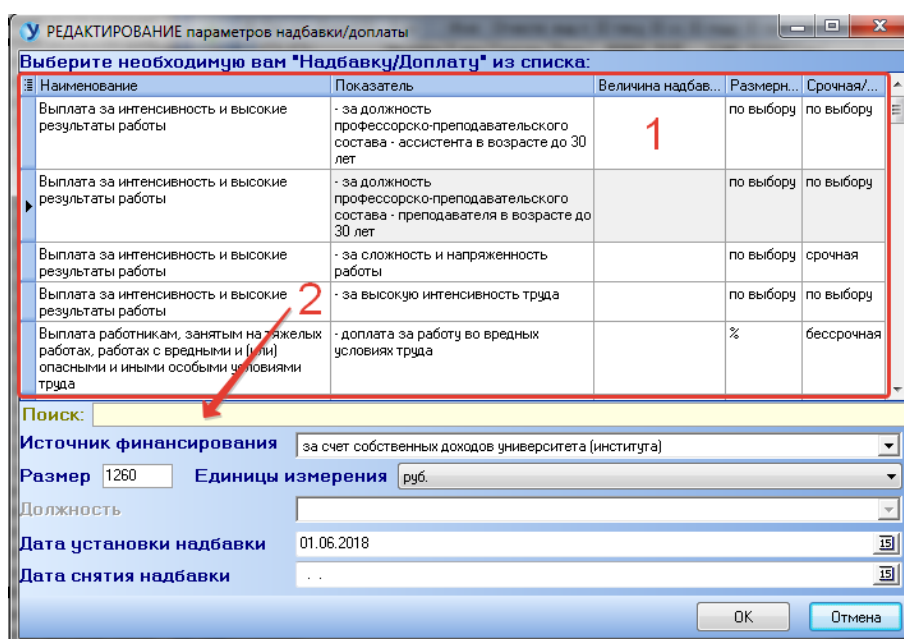 РЕДАКТИРОВАНИЕ параметров надбавки/доплаты
Выберите необходимую вам "Надбавку/Доплату" из списка:
Наименование Показатель Величина надбав... Размерн... Срочная/...
Выплата за интенсивность и высокие
результаты работы
- за должность
профессорско-преподавательского
состава - ассистента в возрасте до 30
лет
по выбору по выбору
1
Выплата за интенсивность и высокие
результаты работы
- за должность
профессорско-преподавательского
состава - преподавателя в возрасте до
30 лет
по выбору по выбору
Выплата за интенсивность и высокие
результаты работы
- за сложность и напряженность
работы
по выбору срочная
Выплата за интенсивность и высокие
результаты работы
- за высокую интенсивность труда
по выбору по выбору
2
Выплата работникам, занятым на тяжелых
работах, работах с вредными и (или)
опасными и иными особыми условиями
труда
- доплата за работу во вредных
условиях труда
% бессрочная
Поиск:
Источник финансирования за счет собственных доходов университета (института)
Размер 1260 Единицы измерения руб.
Должность
Дата установки надбавки 01.06.2018 15
Дата снятия надбавки . . 15
OK Отмена